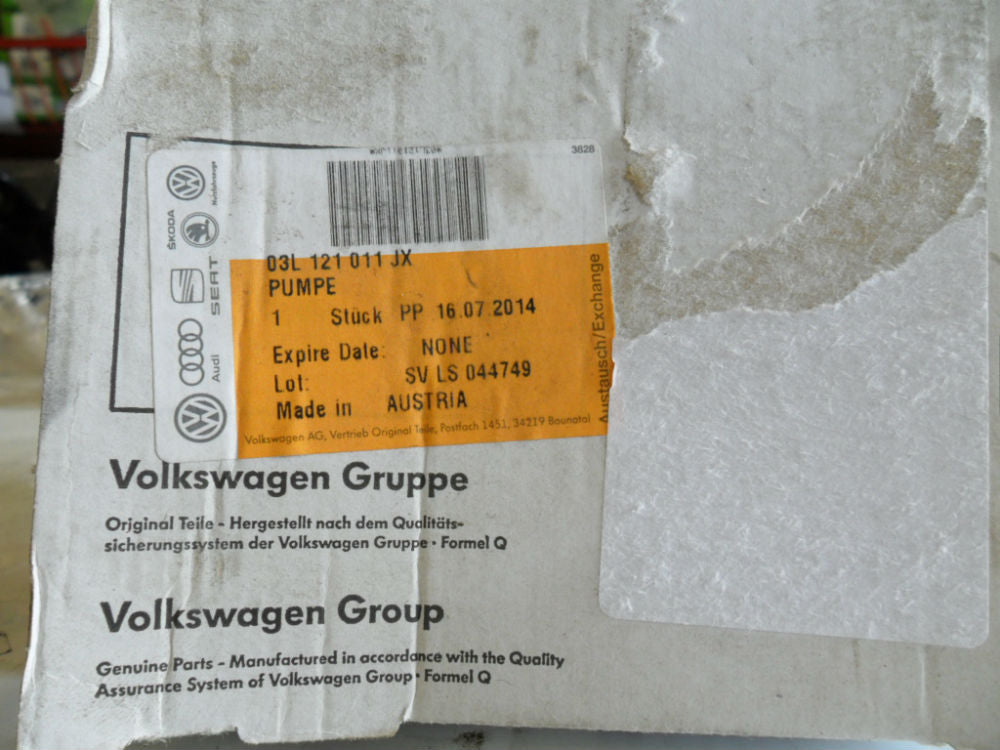 3828
Nutzfahrzeuge
ŠKODA
SEAT
Audi
03L 121 011 JX
PUMPE
1 Stück PP 16.07.2014
Expire Date: NONE
Lot: SV LS 044749
Made in AUSTRIA
Volkswagen AG, Vertrieb Original Teile, Postfach 1451, 34219 Baunatal
Austausch/Exchange
Volkswagen Gruppe
Original Teile - Hergestellt nach dem Qualitäts-
sicherungssystem der Volkswagen Gruppe · Formel Q
Volkswagen Group
Genuine Parts - Manufactured in accordance with the Quality
Assurance System of Volkswagen Group · Formel Q